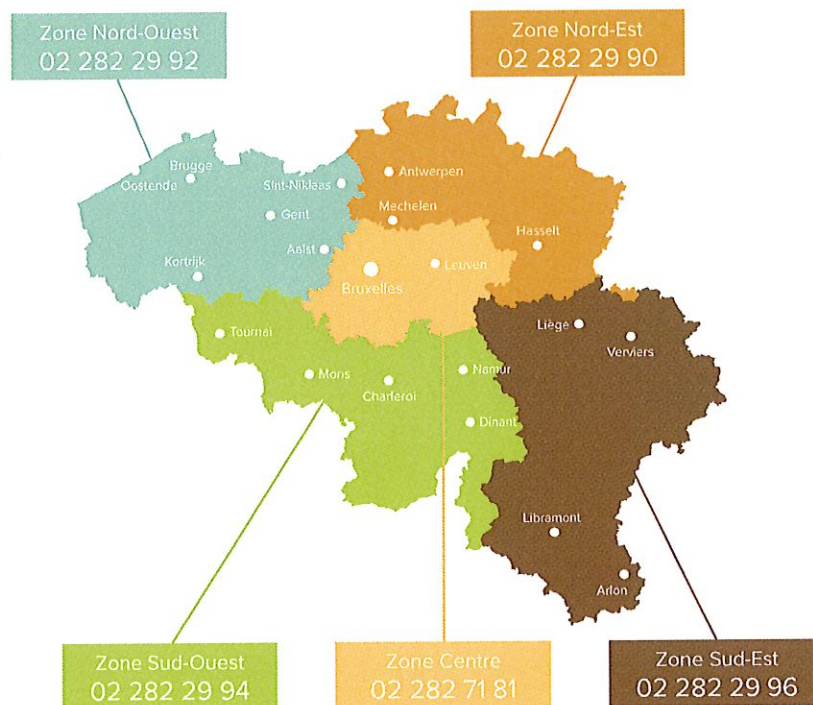 Zone Nord-Ouest
02 282 29 92
Zone Nord-Est
02 282 29 90
Brugge
Oostende
Sint-Niklaas
Antwerpen
Gent
Mechelen
Hasselt
Aalst
Kortrijk
Leuven
Bruxelles
Tournai
Liège
Verviers
Mons
Namur
Charleroi
Dinant
Libramont
Arlon
Zone Sud-Ouest
02 282 29 94
Zone Centre
02 282 71 81
Zone Sud-Est
02 282 29 96